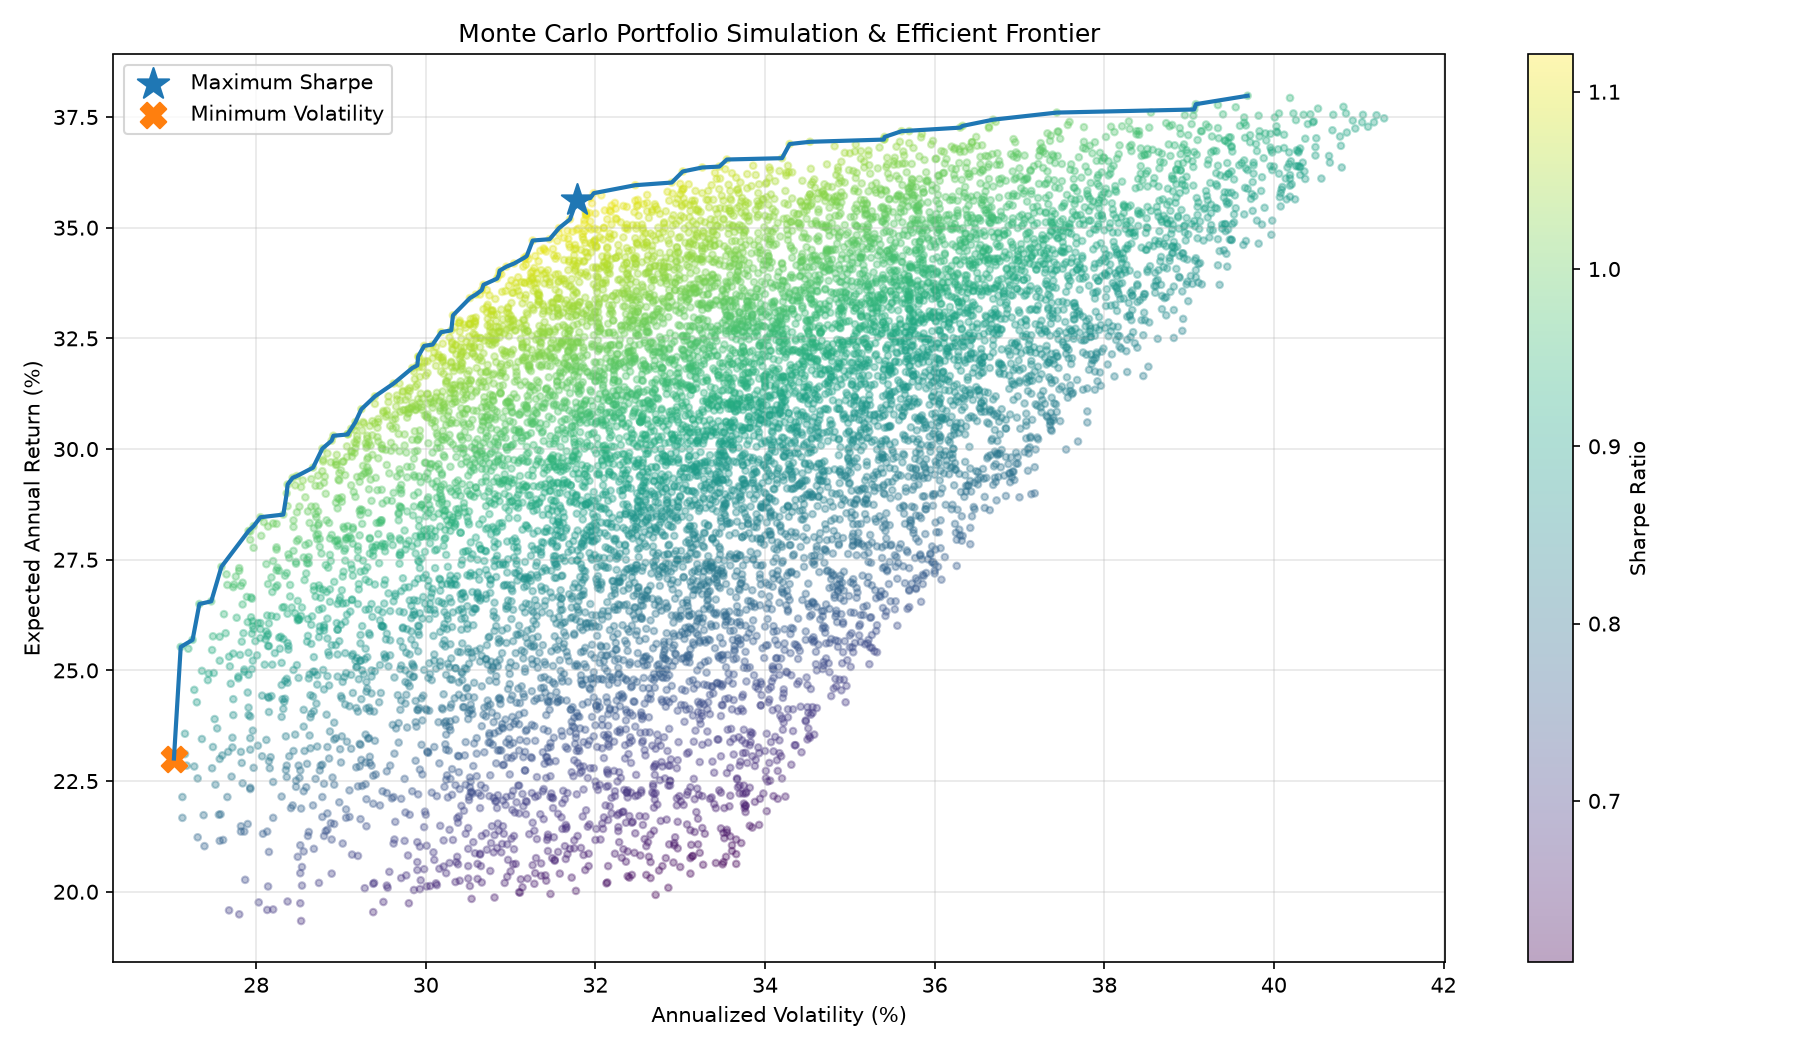 Monte Carlo Portfolio Simulation & Efficient Frontier
Maximum Sharpe
Minimum Volatility
Expected Annual Return (%)
37.5
35.0
32.5
30.0
27.5
25.0
22.5
20.0
28 30 32 34 36 38 40 42
Annualized Volatility (%)
1.1
1.0
0.9
0.8
0.7
Sharpe Ratio